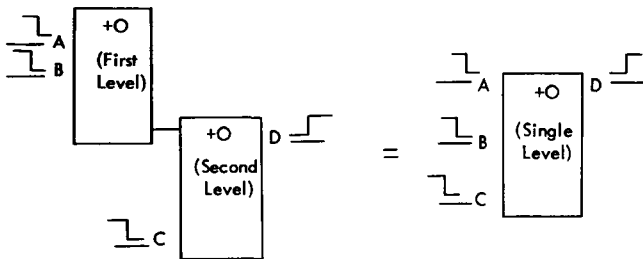 +O
(First
Level)
A
B
+O
(Second
Level)
C
D
=
+O
(Single
Level)
A
B
C
D